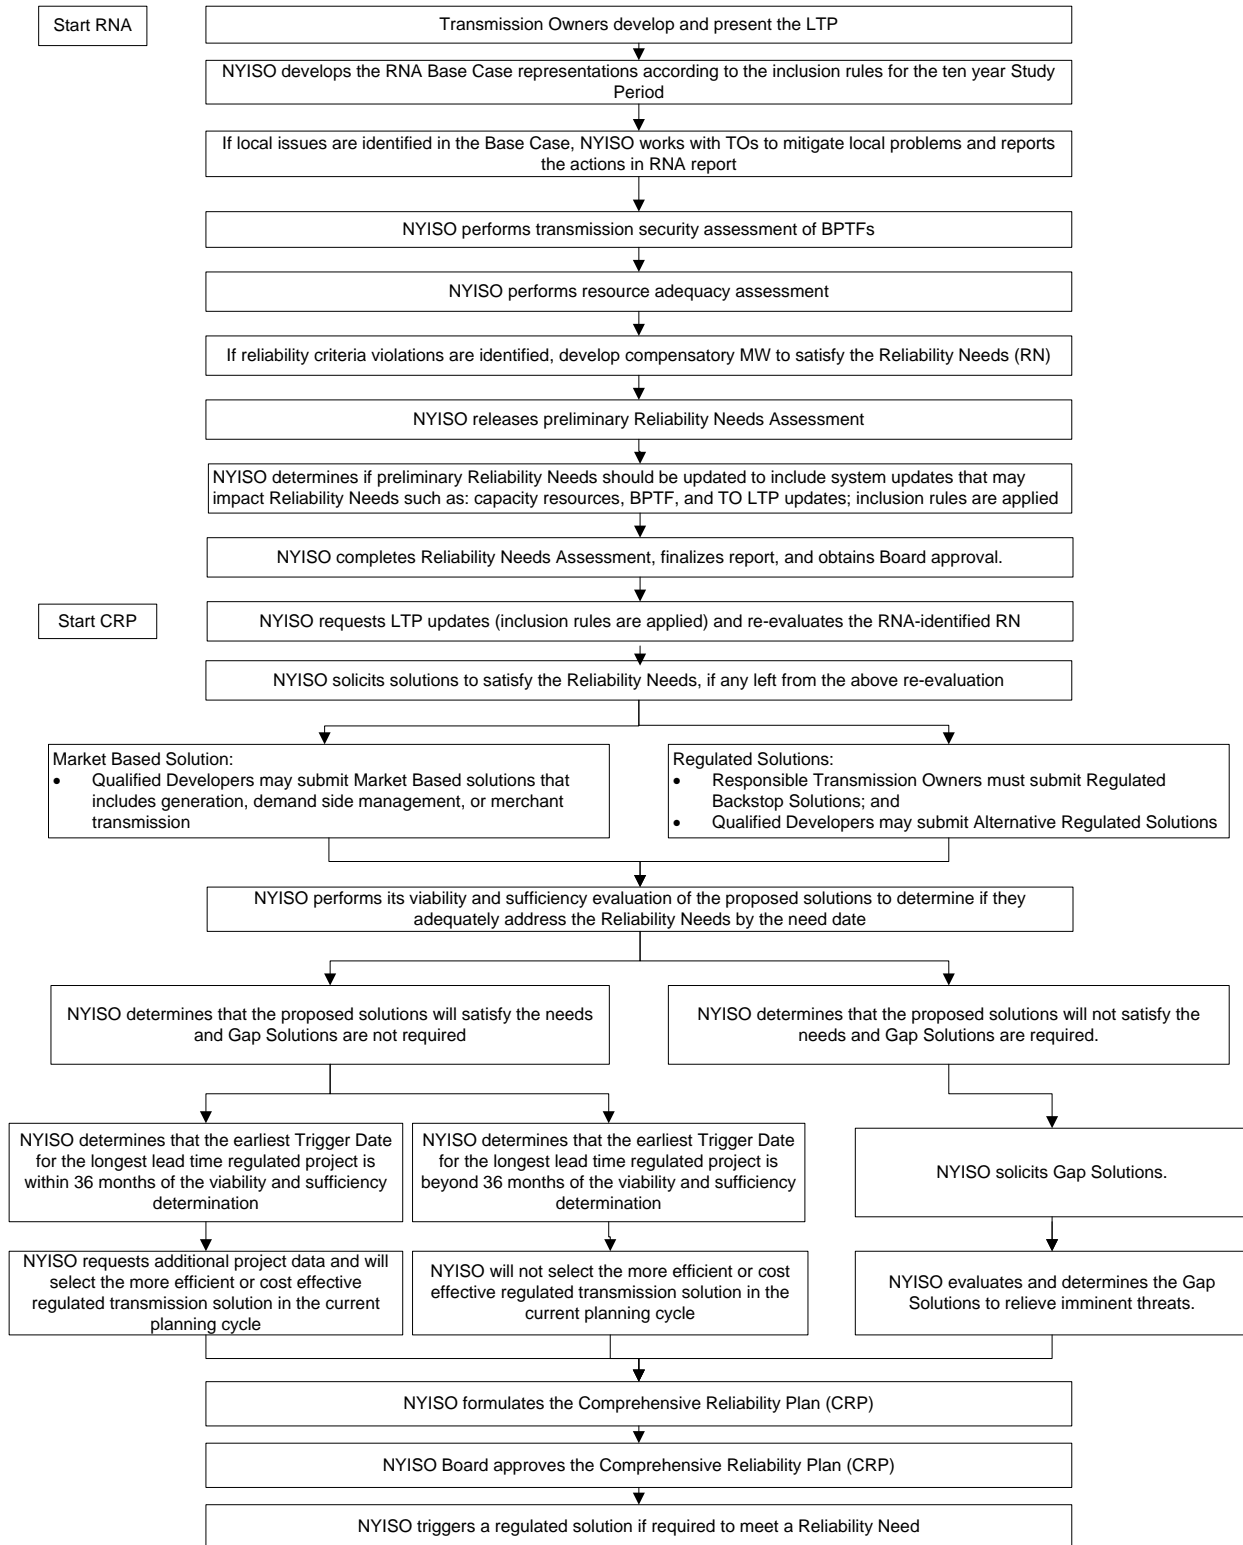 Start RNA
Transmission Owners develop and present the LTP
NYISO develops the RNA Base Case representations according to the inclusion rules for the ten year Study
Period
If local issues are identified in the Base Case, NYISO works with TOs to mitigate local problems and reports
the actions in RNA report
NYISO performs transmission security assessment of BPTFs
NYISO performs resource adequacy assessment
If reliability criteria violations are identified, develop compensatory MW to satisfy the Reliability Needs (RN)
NYISO releases preliminary Reliability Needs Assessment
NYISO determines if preliminary Reliability Needs should be updated to include system updates that may
impact Reliability Needs such as: capacity resources, BPTF, and TO LTP updates; inclusion rules are applied
NYISO completes Reliability Needs Assessment, finalizes report, and obtains Board approval.
Start CRP
NYISO requests LTP updates (inclusion rules are applied) and re-evaluates the RNA-identified RN
NYISO solicits solutions to satisfy the Reliability Needs, if any left from the above re-evaluation
Market Based Solution:
• Qualified Developers may submit Market Based solutions that
includes generation, demand side management, or merchant
transmission
Regulated Solutions:
• Responsible Transmission Owners must submit Regulated
Backstop Solutions; and
• Qualified Developers may submit Alternative Regulated Solutions
NYISO performs its viability and sufficiency evaluation of the proposed solutions to determine if they
adequately address the Reliability Needs by the need date
NYISO determines that the proposed solutions will satisfy the needs
and Gap Solutions are not required
NYISO determines that the proposed solutions will not satisfy the
needs and Gap Solutions are required.
NYISO determines that the earliest Trigger Date
for the longest lead time regulated project is
within 36 months of the viability and sufficiency
determination
NYISO determines that the earliest Trigger Date
for the longest lead time regulated project is
beyond 36 months of the viability and sufficiency
determination
NYISO solicits Gap Solutions.
NYISO requests additional project data and will
select the more efficient or cost effective
regulated transmission solution in the current
planning cycle
NYISO will not select the more efficient or cost
effective regulated transmission solution in the
current planning cycle
NYISO evaluates and determines the Gap
Solutions to relieve imminent threats.
NYISO formulates the Comprehensive Reliability Plan (CRP)
NYISO Board approves the Comprehensive Reliability Plan (CRP)
NYISO triggers a regulated solution if required to meet a Reliability Need